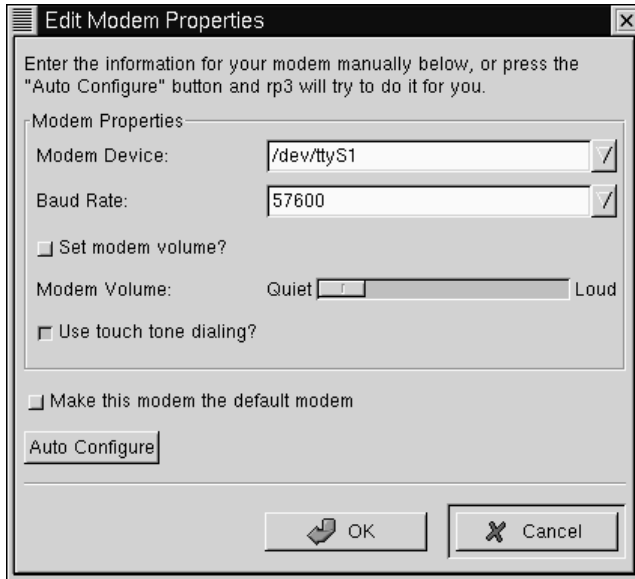 Edit Modem Properties
Enter the information for your modem manually below, or press the
"Auto Configure" button and rp3 will try to do it for you.
Modem Properties
Modem Device: /dev/ttyS1
Baud Rate: 57600
Set modem volume?
Modem Volume: Quiet Loud
Use touch tone dialing?
Make this modem the default modem
Auto Configure
OK Cancel